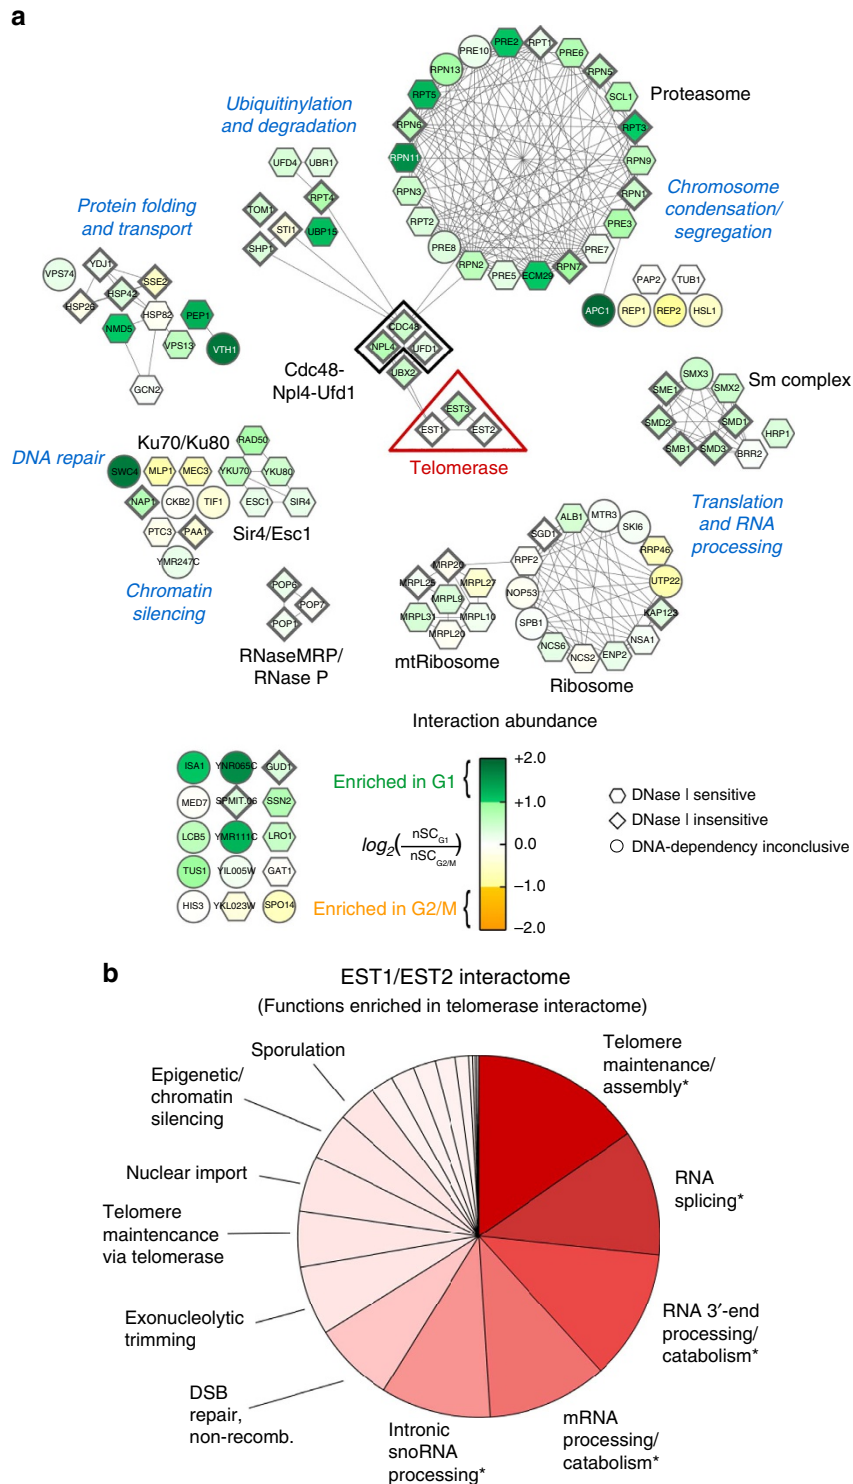 a
PRE2
RPT1
PRE10
PRE6
RPN13
RPN5
RPT5
SCL1
Proteasome
RPN6
RPT3
RPN11
RPN9
RPN3
RPN1
RPT2
PRE3
PRE8
PRE7
RPN2
PRE5
ECM29
RPN7
Ubiquitinylation
and degradation
UFD4
UBR1
RPT4
TOM1
STI1
UBP15
SHP1
Chromosome
condensation/
segregation
PAP2
TUB1
APC1
REP1
REP2
HSL1
Protein folding
and transport
VPS74
YDJ1
SSE2
HSP42
HSP26
HSP82
PEP1
NMD5
VPS13
VTH1
GCN2
CDC48
NPL4
UFD1
UBX2
Cdc48-
Npl4-Ufd1
EST3
EST1
EST2
Telomerase
SMX3
Sm complex
SME1
SMX2
SMD2
SMD1
HRP1
SMB1
SMD3
BRR2
Ku70/Ku80
RAD50
DNA repair
SWC4
MLP1
MEC3
YKU70
YKU80
NAP1
CKB2
TIF1
ESC1
SIR4
PTC3
PAA1
Sir4/Esc1
YMR247C
Chromatin
silencing
Translation
and RNA
processing
POP6
POP7
POP1
RNaseMRP/
RNase P
MRP20
MRPL25
MRPL27
MRPL9
MRPL31
MRPL10
MRPL20
mtRibosome
ALB1
MTR3
SGD1
SKI6
RPF2
RRP46
NOP53
UTP22
SPB1
KAP123
NCS6
NSA1
NCS2
ENP2
Ribosome
Interaction abundance
ISA1
YNR065C
GUD1
MED7
SPMIT.06
SSN2
LCB5
YMR111C
LRO1
TUS1
YIL005W
GAT1
HIS3
YKL023W
SPO14
Enriched in G1
{
+2.0
+1.0
log2(nSCG1/nSCG2/M)
0.0
−1.0
Enriched in G2/M
{
−2.0
DNase I sensitive
DNase I insensitive
DNA-dependency inconclusive
b
EST1/EST2 interactome
(Functions enriched in telomerase interactome)
Telomere
maintenance/
assembly*
RNA
splicing*
RNA 3′-end
processing/
catabolism*
mRNA
processing/
catabolism*
Intronic
snoRNA
processing*
DSB
repair,
non-recomb.
Exonucleolytic
trimming
Telomere
maintencance
via telomerase
Nuclear import
Epigenetic/
chromatin
silencing
Sporulation